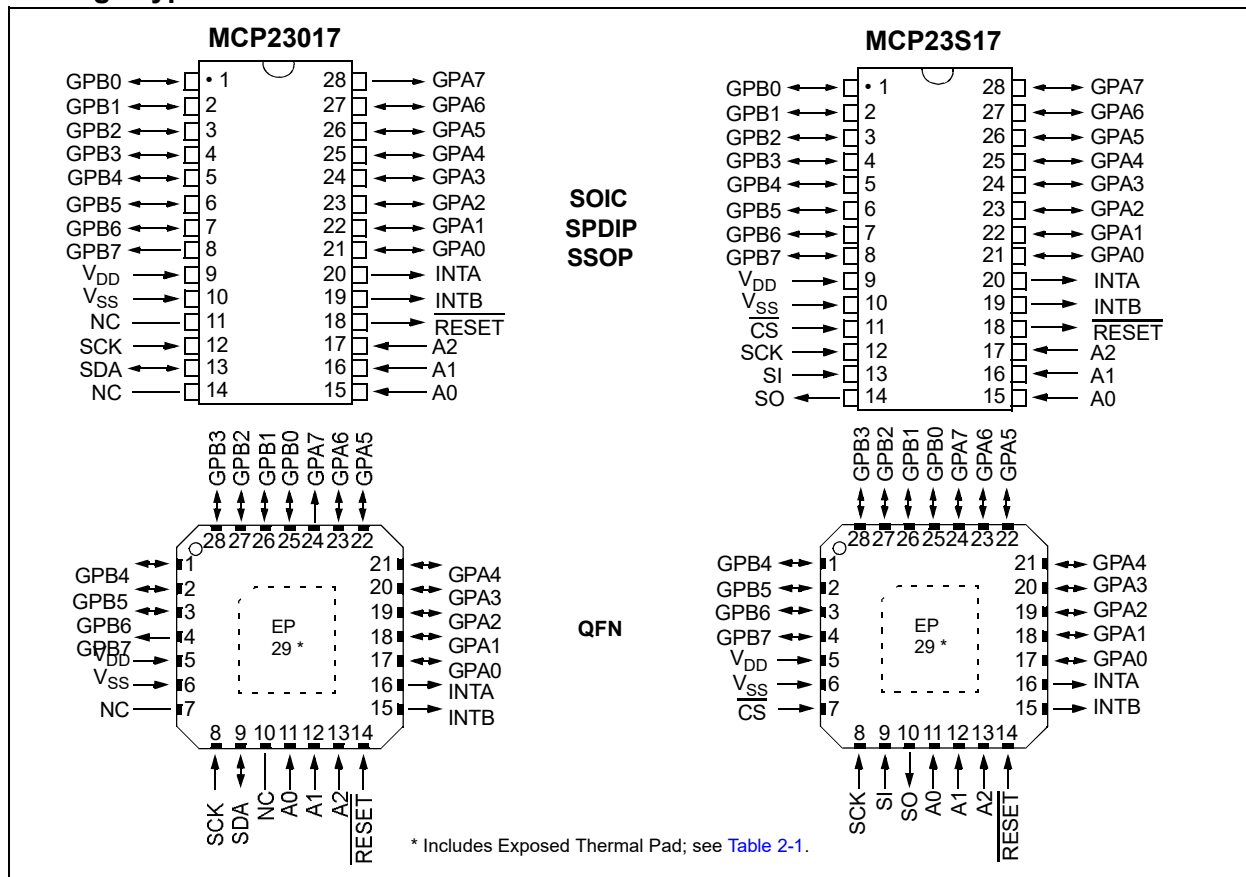 MCP23017
GPB0 • 1 28 GPA7
GPB1 2 27 GPA6
GPB2 3 26 GPA5
GPB3 4 25 GPA4
GPB4 5 24 GPA3
GPB5 6 23 GPA2
GPB6 7 22 GPA1
GPB7 8 21 GPA0
VDD 9 20 INTA
VSS 10 19 INTB
NC 11 18 RESET
SCK 12 17 A2
SDA 13 16 A1
NC 14 15 A0
SOIC
SPDIP
SSOP
MCP23S17
GPB0 • 1 28 GPA7
GPB1 2 27 GPA6
GPB2 3 26 GPA5
GPB3 4 25 GPA4
GPB4 5 24 GPA3
GPB5 6 23 GPA2
GPB6 7 22 GPA1
GPB7 8 21 GPA0
VDD 9 20 INTA
VSS 10 19 INTB
CS 11 18 RESET
SCK 12 17 A2
SI 13 16 A1
SO 14 15 A0
GPB3 GPB2 GPB1 GPB0 GPA7 GPA6 GPA5
28 27 26 25 24 23 22
GPB4 1 21 GPA4
GPB5 2 20 GPA3
GPB6 3 19 GPA2
GPB7 4 18 GPA1
VDD 5 17 GPA0
VSS 6 16 INTA
NC 7 15 INTB
EP
29 *
8 9 10 11 12 13 14
SCK SDA NC A0 A1 A2 RESET
QFN
GPB3 GPB2 GPB1 GPB0 GPA7 GPA6 GPA5
28 27 26 25 24 23 22
GPB4 1 21 GPA4
GPB5 2 20 GPA3
GPB6 3 19 GPA2
GPB7 4 18 GPA1
VDD 5 17 GPA0
VSS 6 16 INTA
CS 7 15 INTB
EP
29 *
8 9 10 11 12 13 14
SCK SI SO A0 A1 A2 RESET
* Includes Exposed Thermal Pad; see Table 2-1.